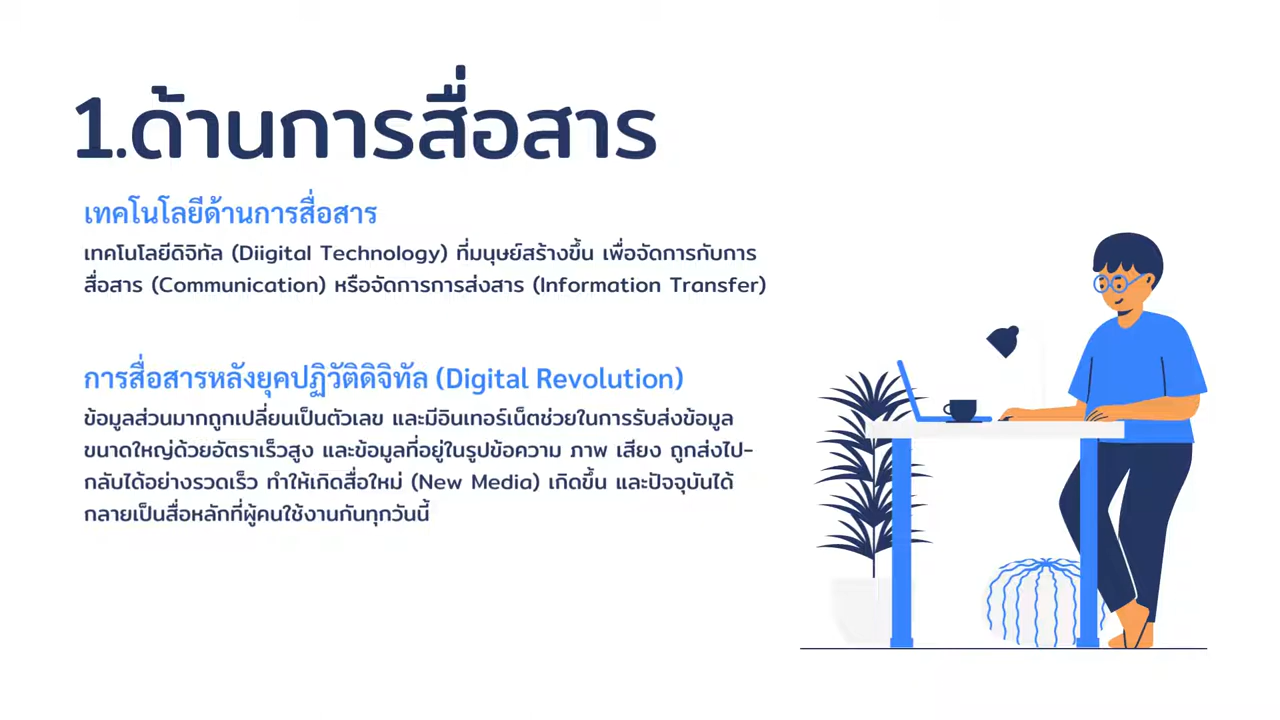 1.ด้านการสื่อสาร
เทคโนโลยีด้านการสื่อสาร
เทคโนโลยีดิจิทัล (Diigital Technology) ที่มนุษย์สร้างขึ้น เพื่อจัดการกับการ
สื่อสาร (Communication) หรือจัดการการส่งสาร (Information Transfer)
การสื่อสารหลังยุคปฏิวัติดิจิทัล (Digital Revolution)
ข้อมูลส่วนมากถูกเปลี่ยนเป็นตัวเลข และมีอินเทอร์เน็ตช่วยในการรับส่งข้อมูล
ขนาดใหญ่ด้วยอัตราเร็วสูง และข้อมูลที่อยู่ในรูปข้อความ ภาพ เสียง ถูกส่งไป-
กลับได้อย่างรวดเร็ว ทำให้เกิดสื่อใหม่ (New Media) เกิดขึ้น และปัจจุบันได้
กลายเป็นสื่อหลักที่ผู้คนใช้งานกันทุกวันนี้